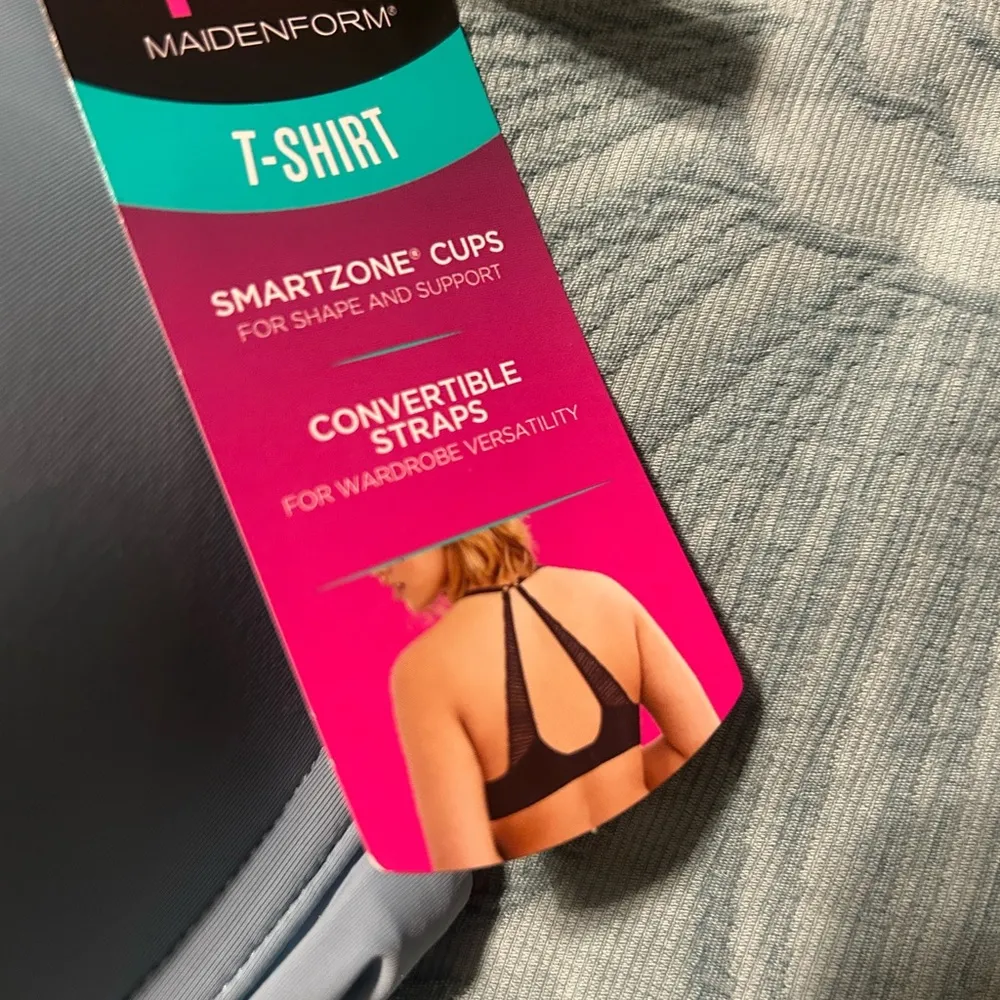 MAIDENFORM®
T-SHIRT
SMARTZONE® CUPS
FOR SHAPE AND SUPPORT
CONVERTIBLE
STRAPS
FOR WARDROBE VERSATILITY